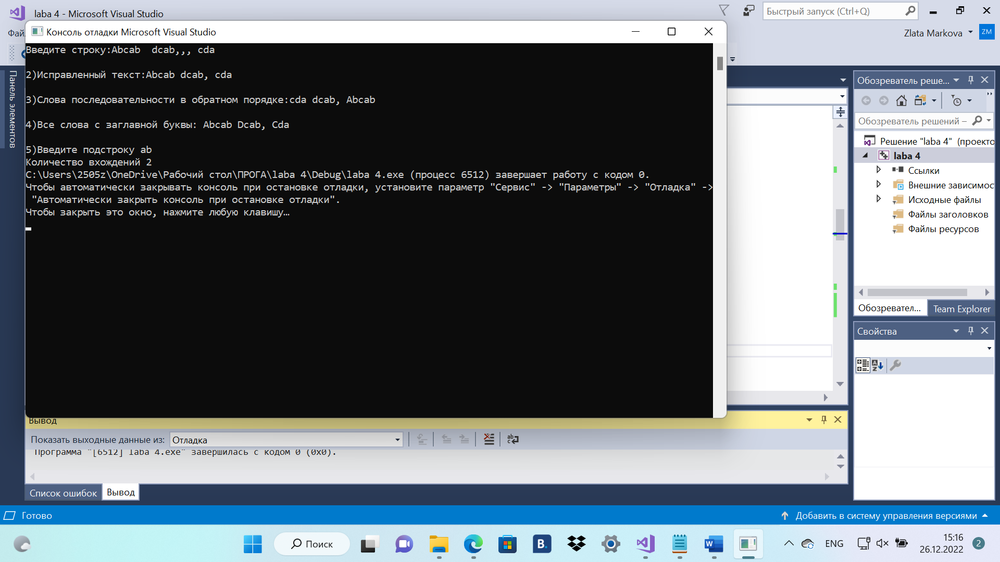 laba 4 - Microsoft Visual Studio
Быстрый запуск (Ctrl+Q)
Zlata Markova
ZM
Консоль отладки Microsoft Visual Studio
Введите строку:Abcab  dcab,,, cda
2)Исправленный текст:Abcab dcab, cda
3)Слова последовательности в обратном порядке:cda dcab, Abcab
4)Все слова с заглавной буквы: Abcab Dcab, Cda
5)Введите подстроку ab
Количество вхождений 2
C:\Users\2505z\OneDrive\Рабочий стол\ПРОГА\laba 4\Debug\laba 4.exe (процесс 6512) завершает работу с кодом 0.
Чтобы автоматически закрывать консоль при остановке отладки, установите параметр "Сервис" -> "Параметры" -> "Отладка" ->
"Автоматически закрыть консоль при остановке отладки".
Чтобы закрыть это окно, нажмите любую клавишу…
Панель элементов
Обозреватель реше...
Обозреватель решений –
Решение "laba 4"  (проекто
laba 4
Ссылки
Внешние зависимос
Исходные файлы
Файлы заголовков
Файлы ресурсов
Обозревател...
Team Explorer
Свойства
Вывод
Показать выходные данные из:
Отладка
Программа "[6512] laba 4.exe" завершилась с кодом 0 (0x0).
Список ошибок
Вывод
Готово
Добавить в систему управления версиями
Поиск
B.
W
ENG
15:16
26.12.2022
2